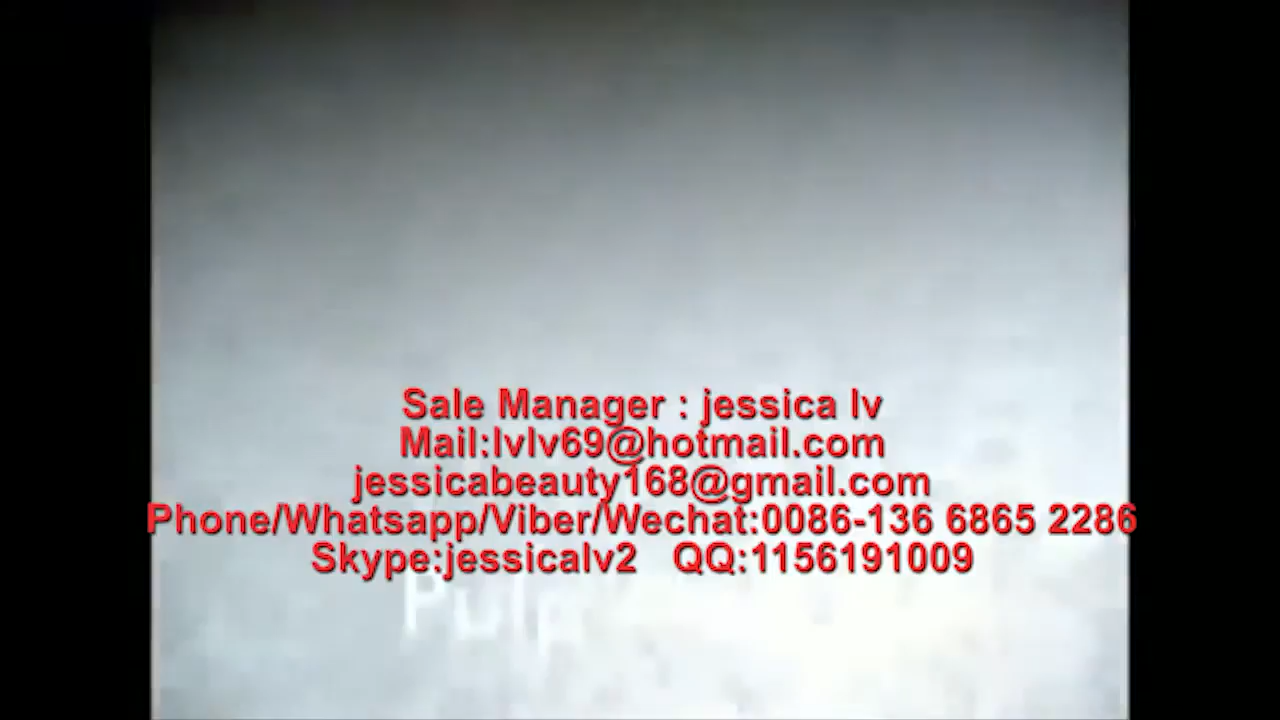 Sale Manager : jessica lv
Mail:lvlv69@hotmail.com
jessicabeauty168@gmail.com
Phone/Whatsapp/Viber/Wechat:0086-136 6865 2286
Skype:jessicalv2 QQ:1156191009
Pulp